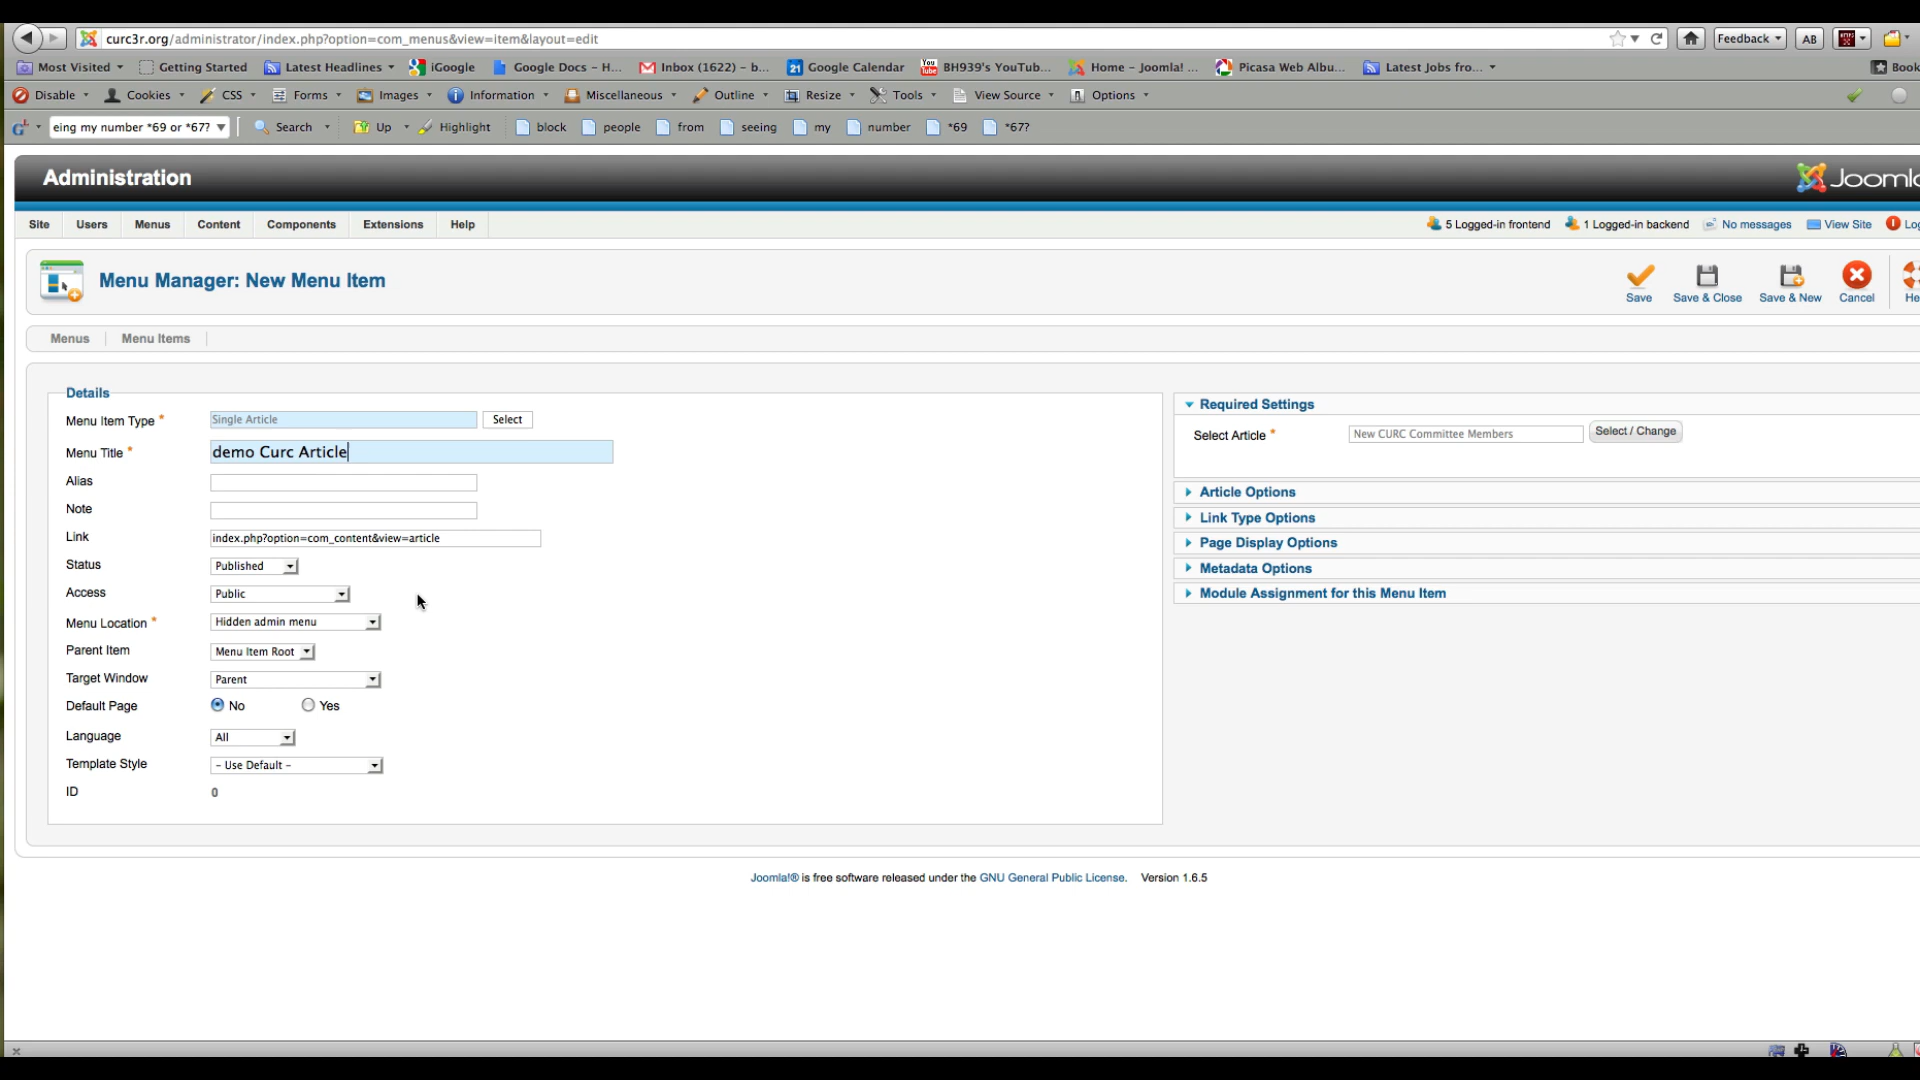 curc3r.org/administrator/index.php?option=com_menus&view=item&layout=edit Feedback AB
Most Visited Getting Started Latest Headlines iGoogle Google Docs – H... Inbox (1622) – b... 21 Google Calendar You Tube BH939's YouTub... Home – Joomla! ... Picasa Web Albu... Latest Jobs fro... Book
Disable Cookies CSS Forms Images Information Miscellaneous Outline Resize Tools View Source Options
eing my number *69 or *67? Search Up Highlight block people from seeing my number *69 *67?
Administration Joomla
Site Users Menus Content Components Extensions Help 5 Logged-in frontend 1 Logged-in backend No messages View Site Lo
Menu Manager: New Menu Item Save Save & Close Save & New Cancel He
Menus Menu Items
Details
Menu Item Type * Single Article Select
Menu Title * demo Curc Article
Alias
Note
Link index.php?option=com_content&view=article
Status Published
Access Public
Menu Location * Hidden admin menu
Parent Item Menu Item Root
Target Window Parent
Default Page No Yes
Language All
Template Style – Use Default –
ID 0
Required Settings
Select Article * New CURC Committee Members Select / Change
Article Options
Link Type Options
Page Display Options
Metadata Options
Module Assignment for this Menu Item
Joomla!® is free software released under the GNU General Public License. Version 1.6.5